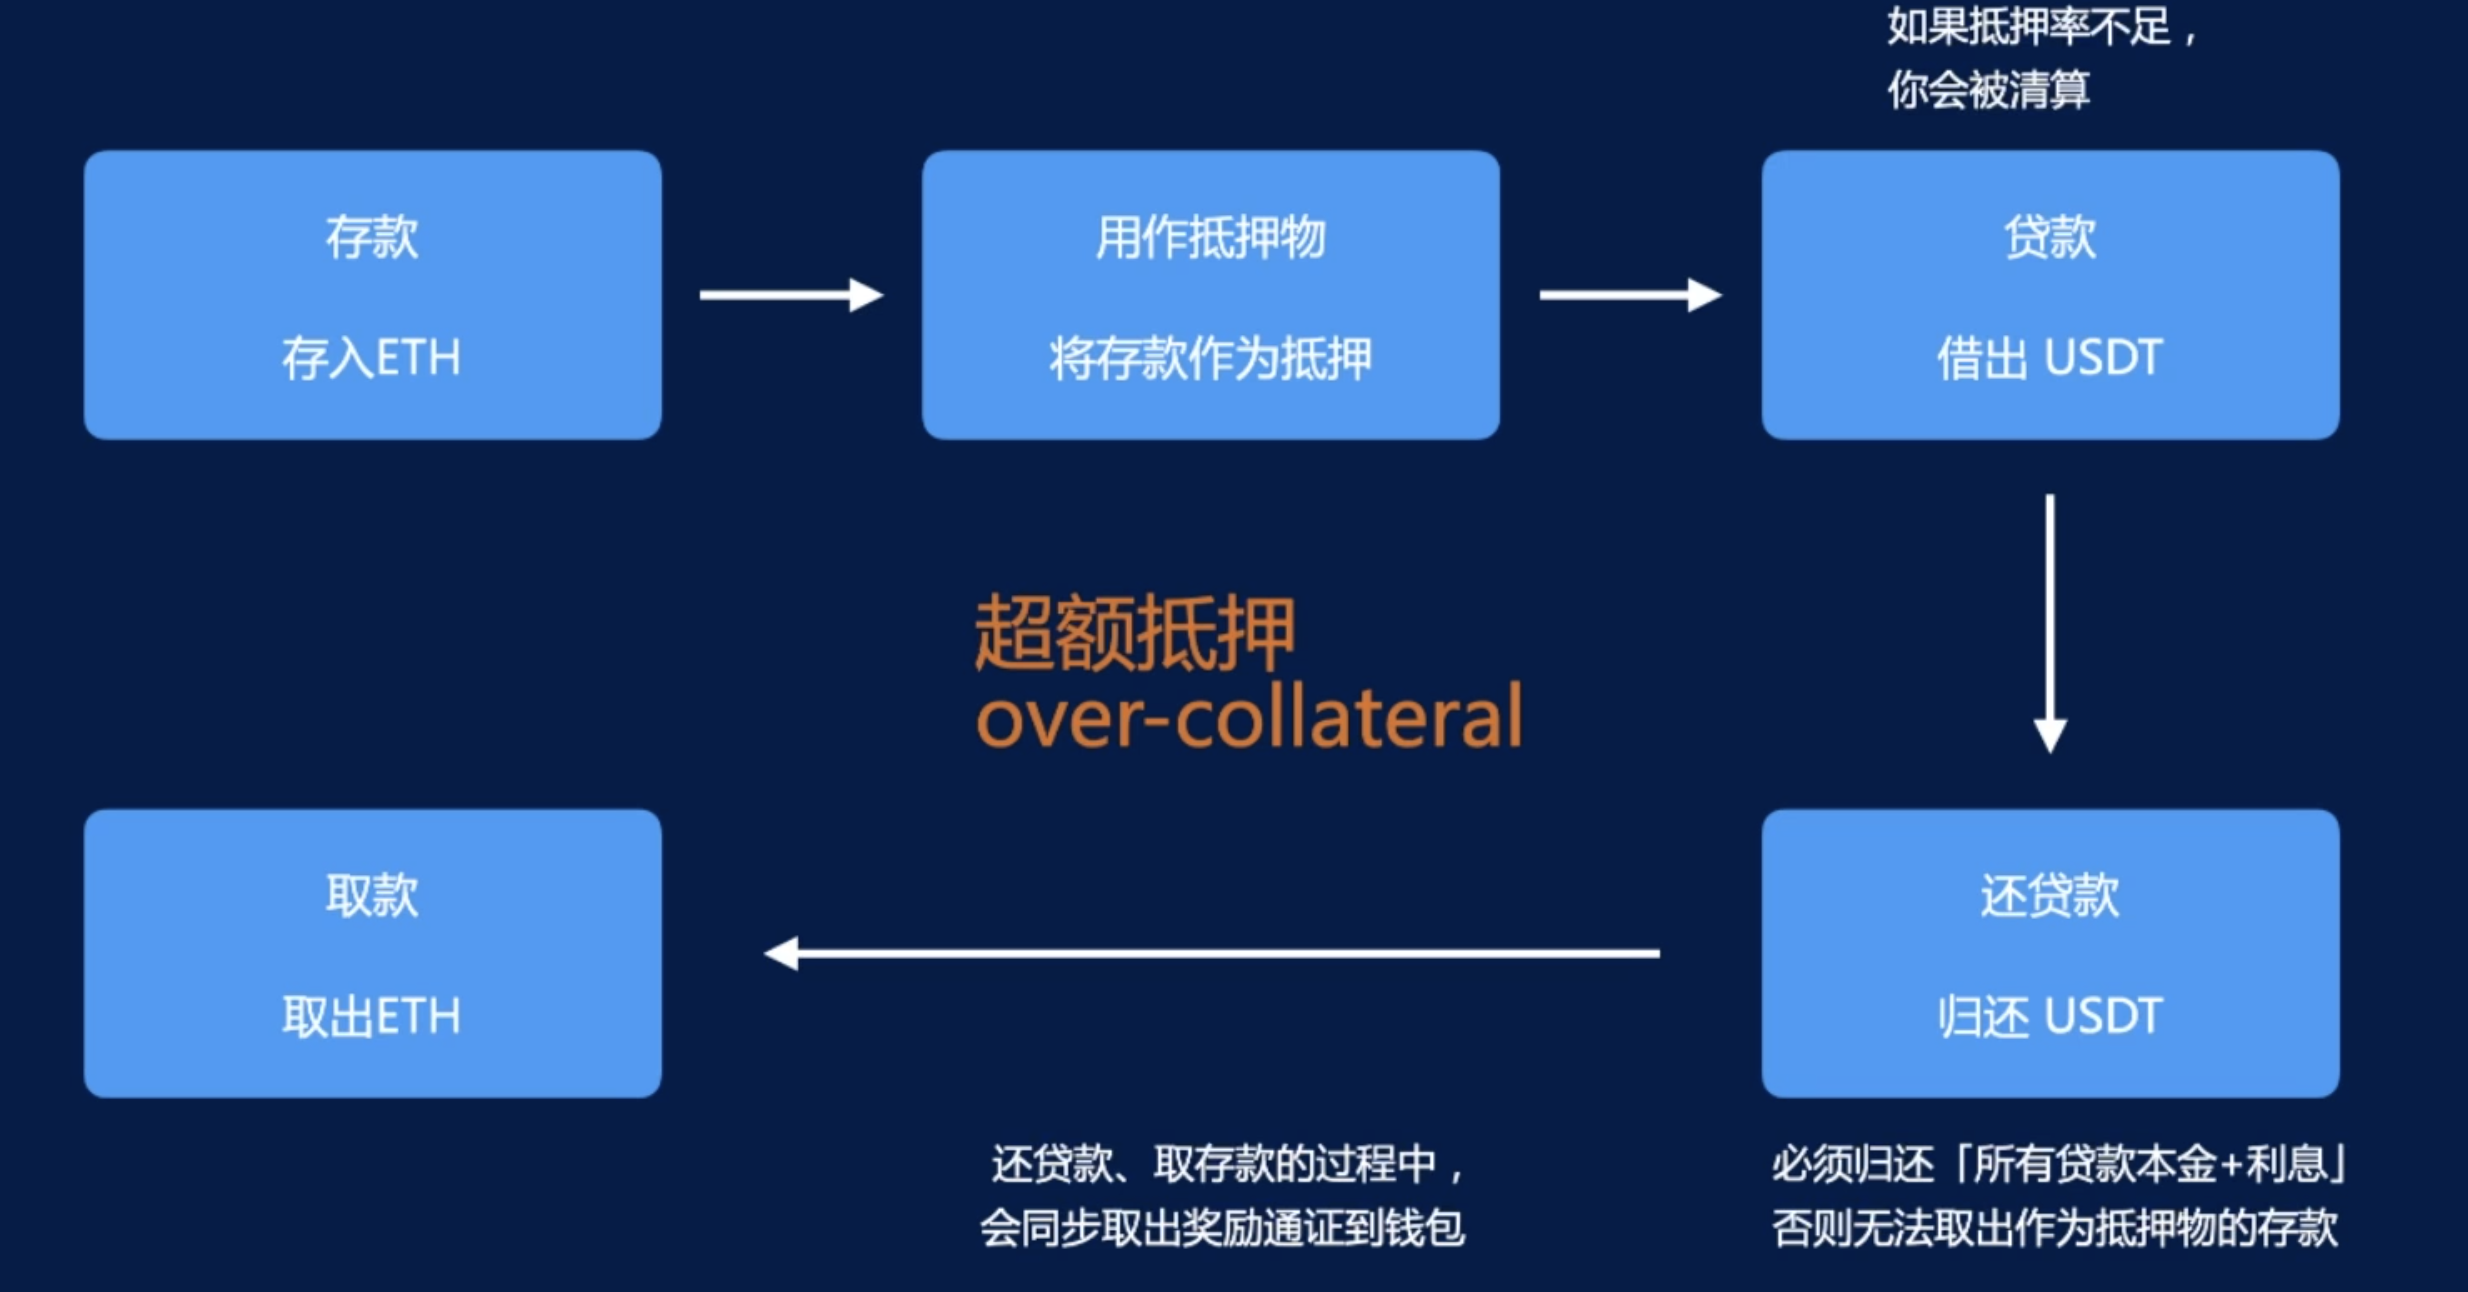 如果抵押率不足，
你会被清算
存款
存入ETH
用作抵押物
将存款作为抵押
贷款
借出 USDT
超额抵押
over-collateral
取款
取出ETH
还贷款
归还 USDT
还贷款、取存款的过程中，
会同步取出奖励通证到钱包
必须归还「所有贷款本金+利息」
否则无法取出作为抵押物的存款